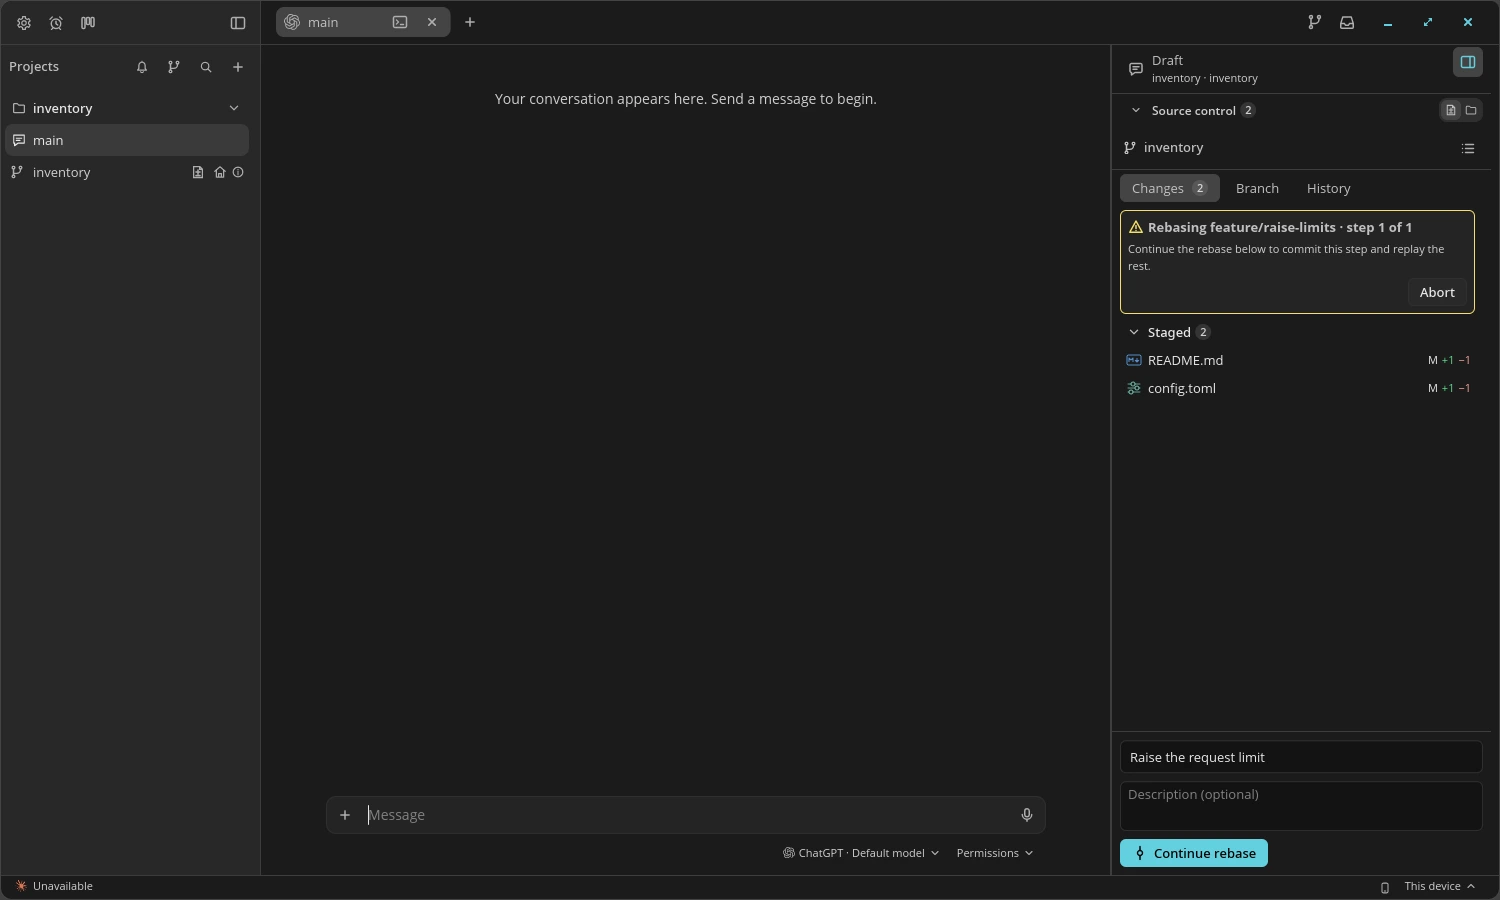 main
Projects
inventory
main
inventory
Your conversation appears here. Send a message to begin.
Message
ChatGPT · Default model
Permissions
Draft
inventory · inventory
Source control 2
inventory
Changes 2
Branch
History
Rebasing feature/raise-limits · step 1 of 1
Continue the rebase below to commit this step and replay the
rest.
Abort
Staged 2
README.md M +1 −1
config.toml M +1 −1
Raise the request limit
Description (optional)
Continue rebase
Unavailable
This device